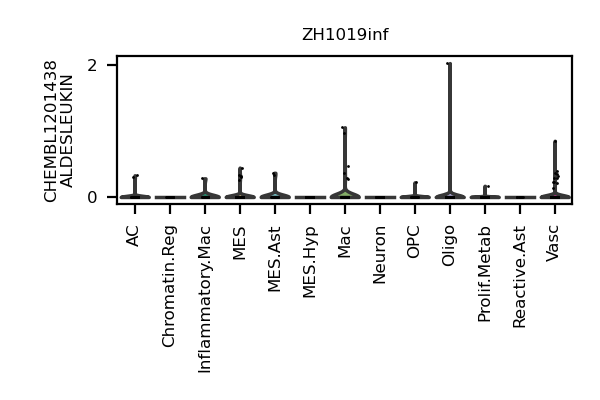 ZH1019inf
CHEMBL1201438
ALDESLEUKIN
2
0
AC
Chromatin.Reg
Inflammatory.Mac
MES
MES.Ast
MES.Hyp
Mac
Neuron
OPC
Oligo
Prolif.Metab
Reactive.Ast
Vasc